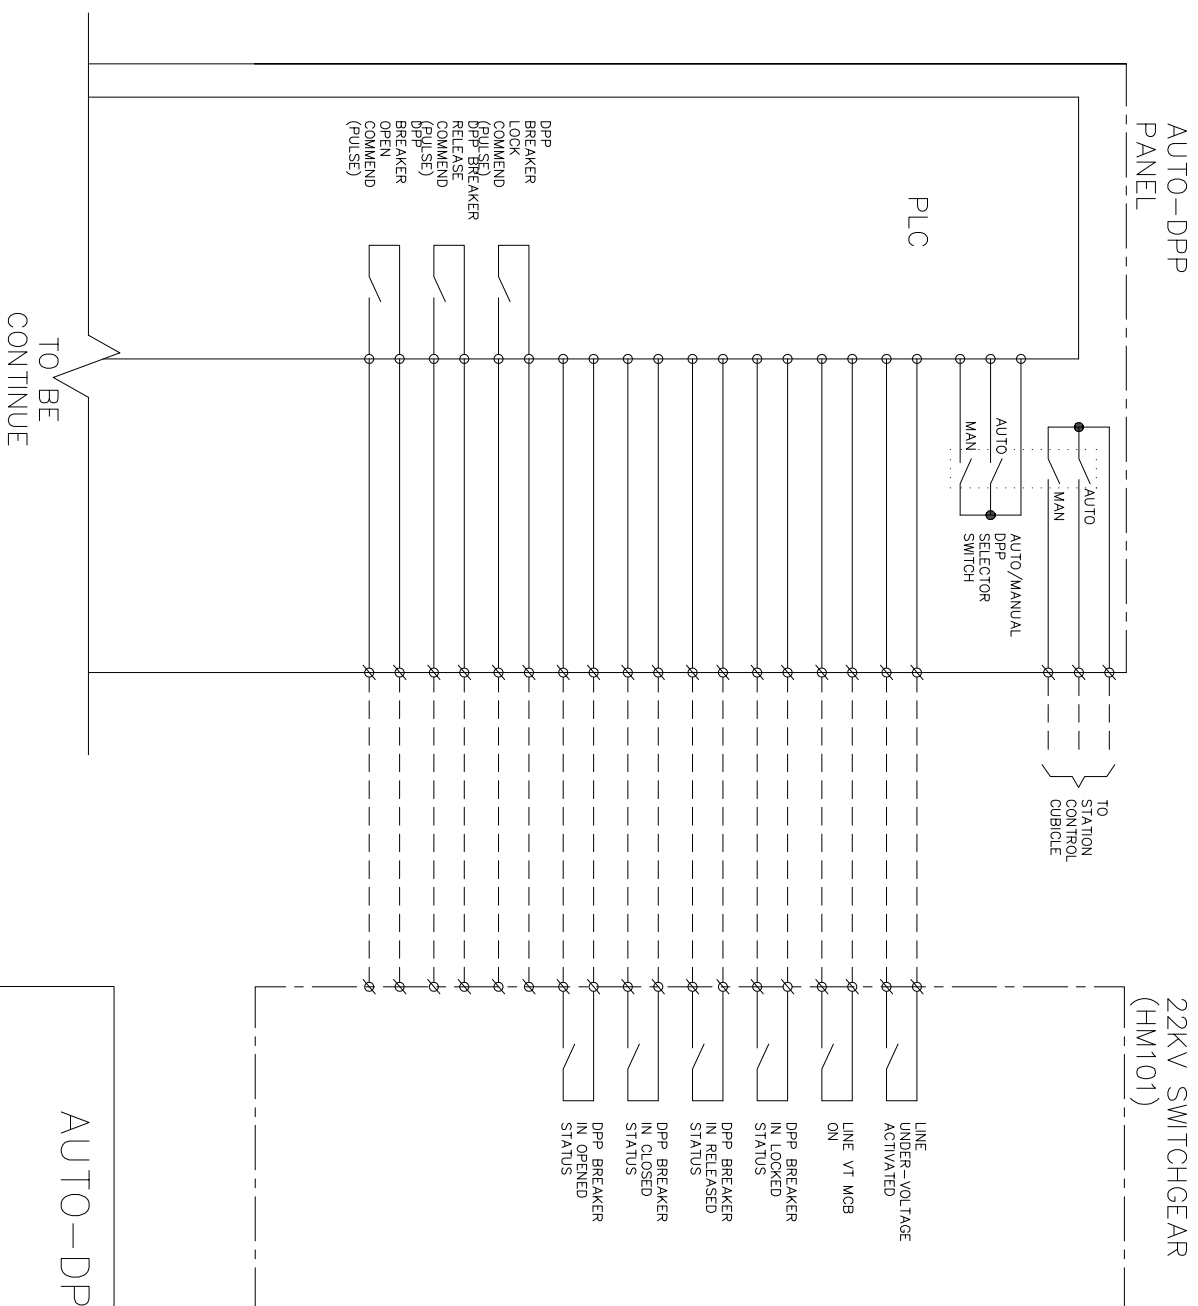 AUTO-DPP
PANEL
PLC
DPP
BREAKER
LOCK
COMMEND
(PULSE)
DPP BREAKER
RELEASE
COMMEND
(PULSE)
DPP
BREAKER
OPEN
COMMEND
(PULSE)
AUTO
MAN
AUTO
MAN
AUTO/MANUAL
DPP
SELECTOR
SWITCH
TO
STATION
CONTROL
CUBICLE
TO BE
CONTINUE
22KV SWITCHGEAR
(HM101)
LINE
UNDER-VOLTAGE
ACTIVATED
LINE VT MCB
ON
DPP BREAKER
IN LOCKED
STATUS
DPP BREAKER
IN RELEASED
STATUS
DPP BREAKER
IN CLOSED
STATUS
DPP BREAKER
IN OPENED
STATUS
AUTO-DP